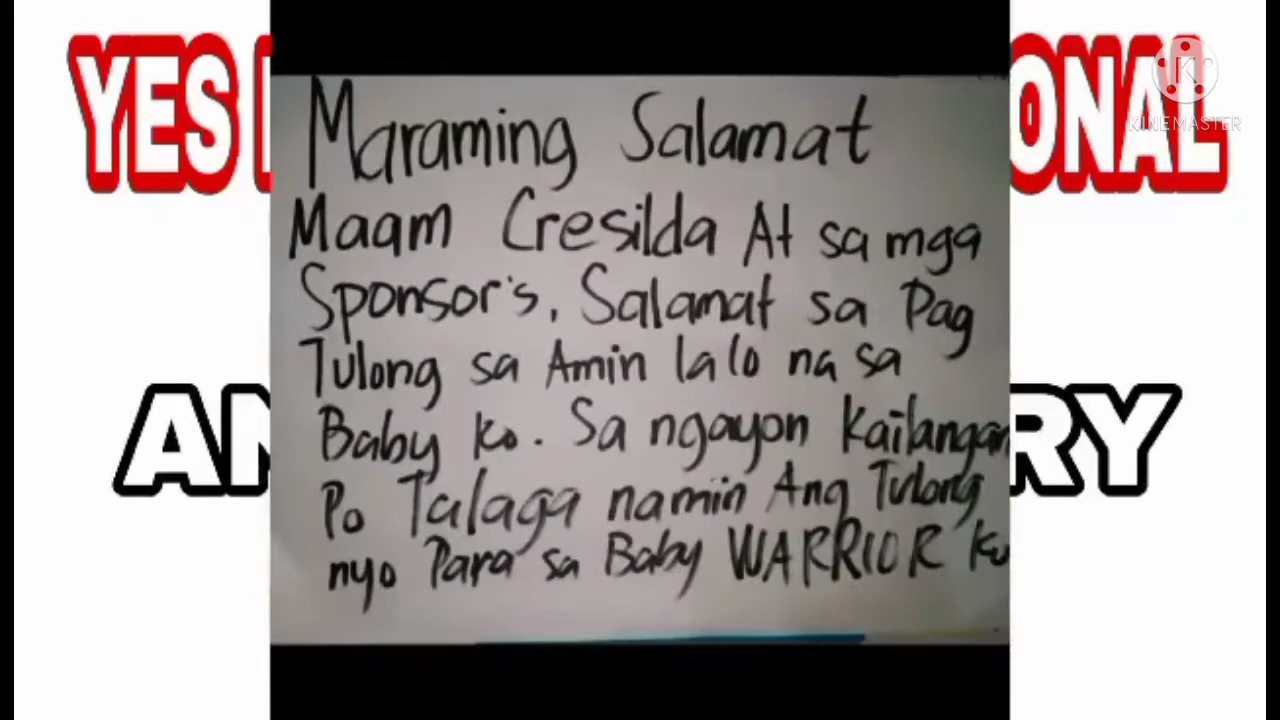 YES
ONAL
KINEMASTER
Maraming Salamat
Maam Cresilda At sa mga
Sponsor's, Salamat sa Pag
Tulong sa Amin lalo na sa
Baby ko. Sa ngayon Kailangan
Po Talaga namin Ang Tulong
nyo Para sa Baby WARRIOR Ko
AN
RY